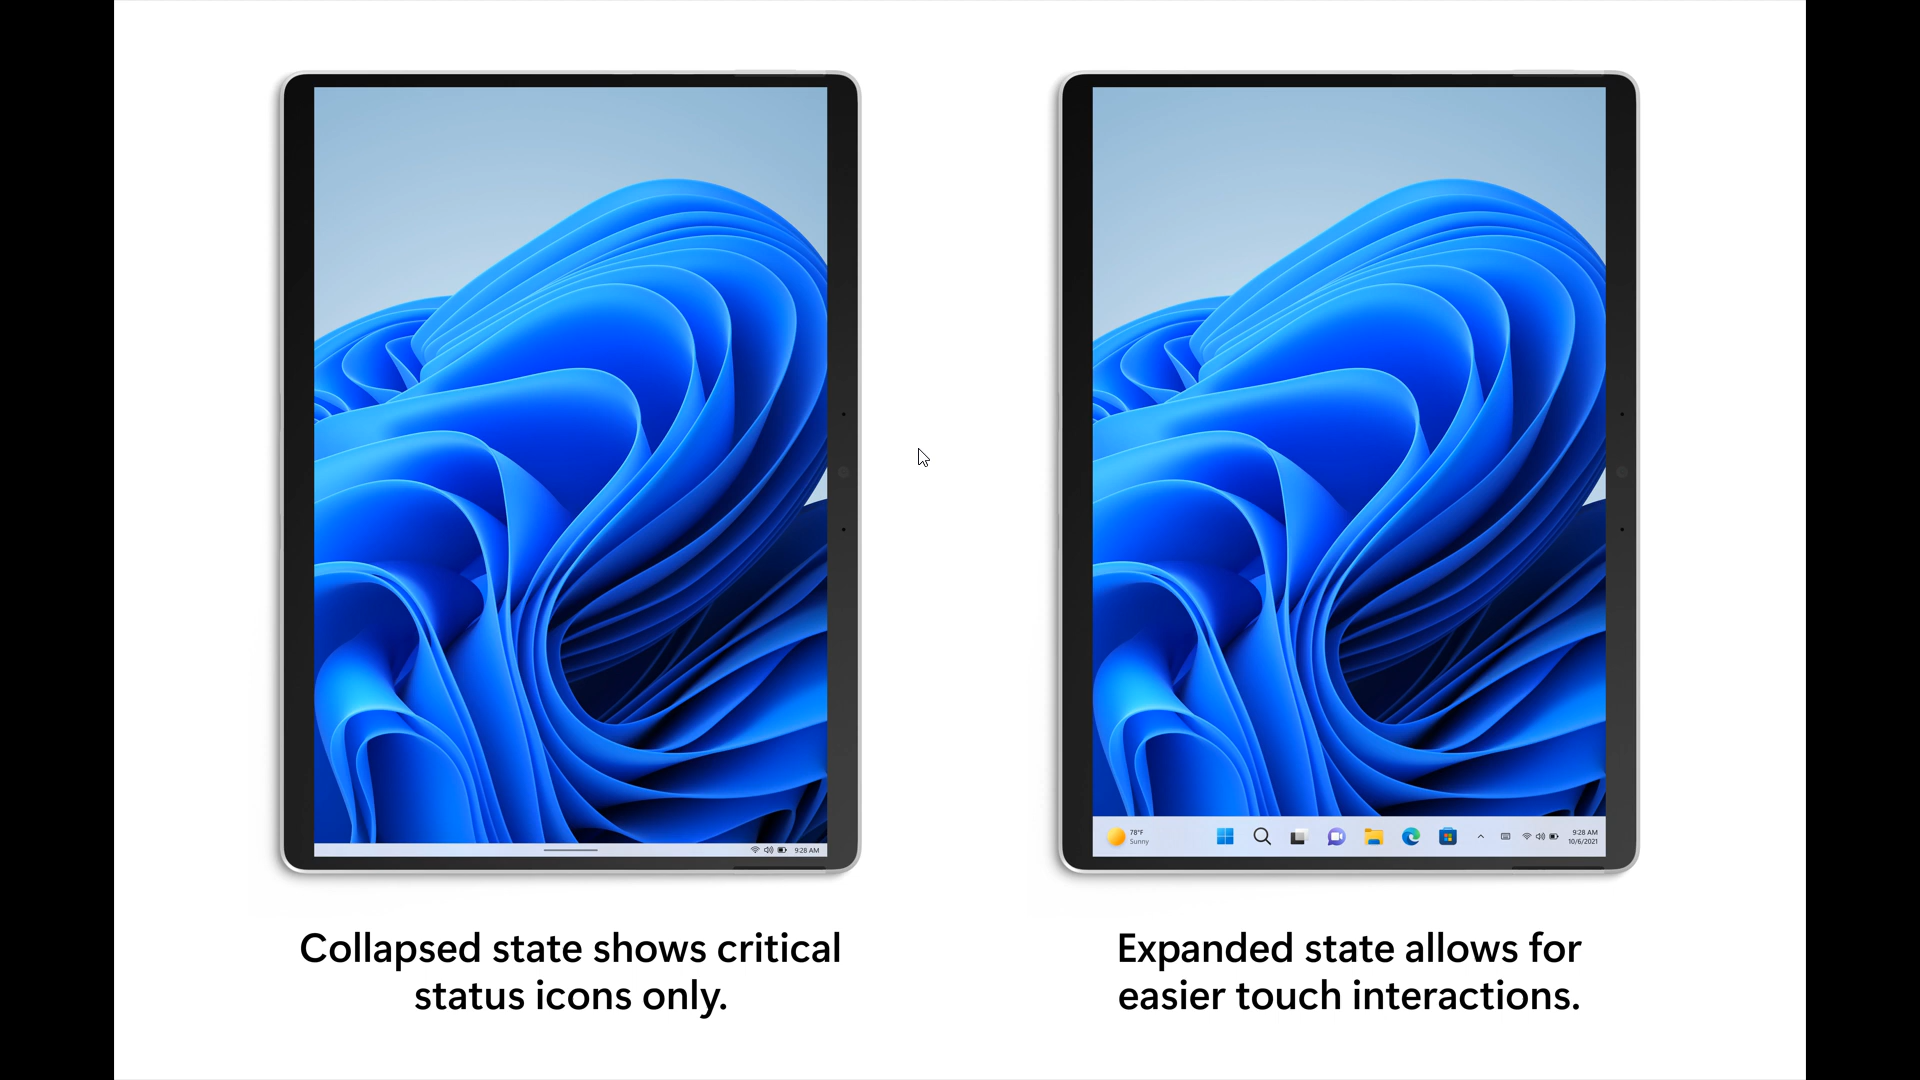 9:28 AM
78°F
Sunny
9:28 AM
10/6/2021
Collapsed state shows critical
status icons only.
Expanded state allows for
easier touch interactions.